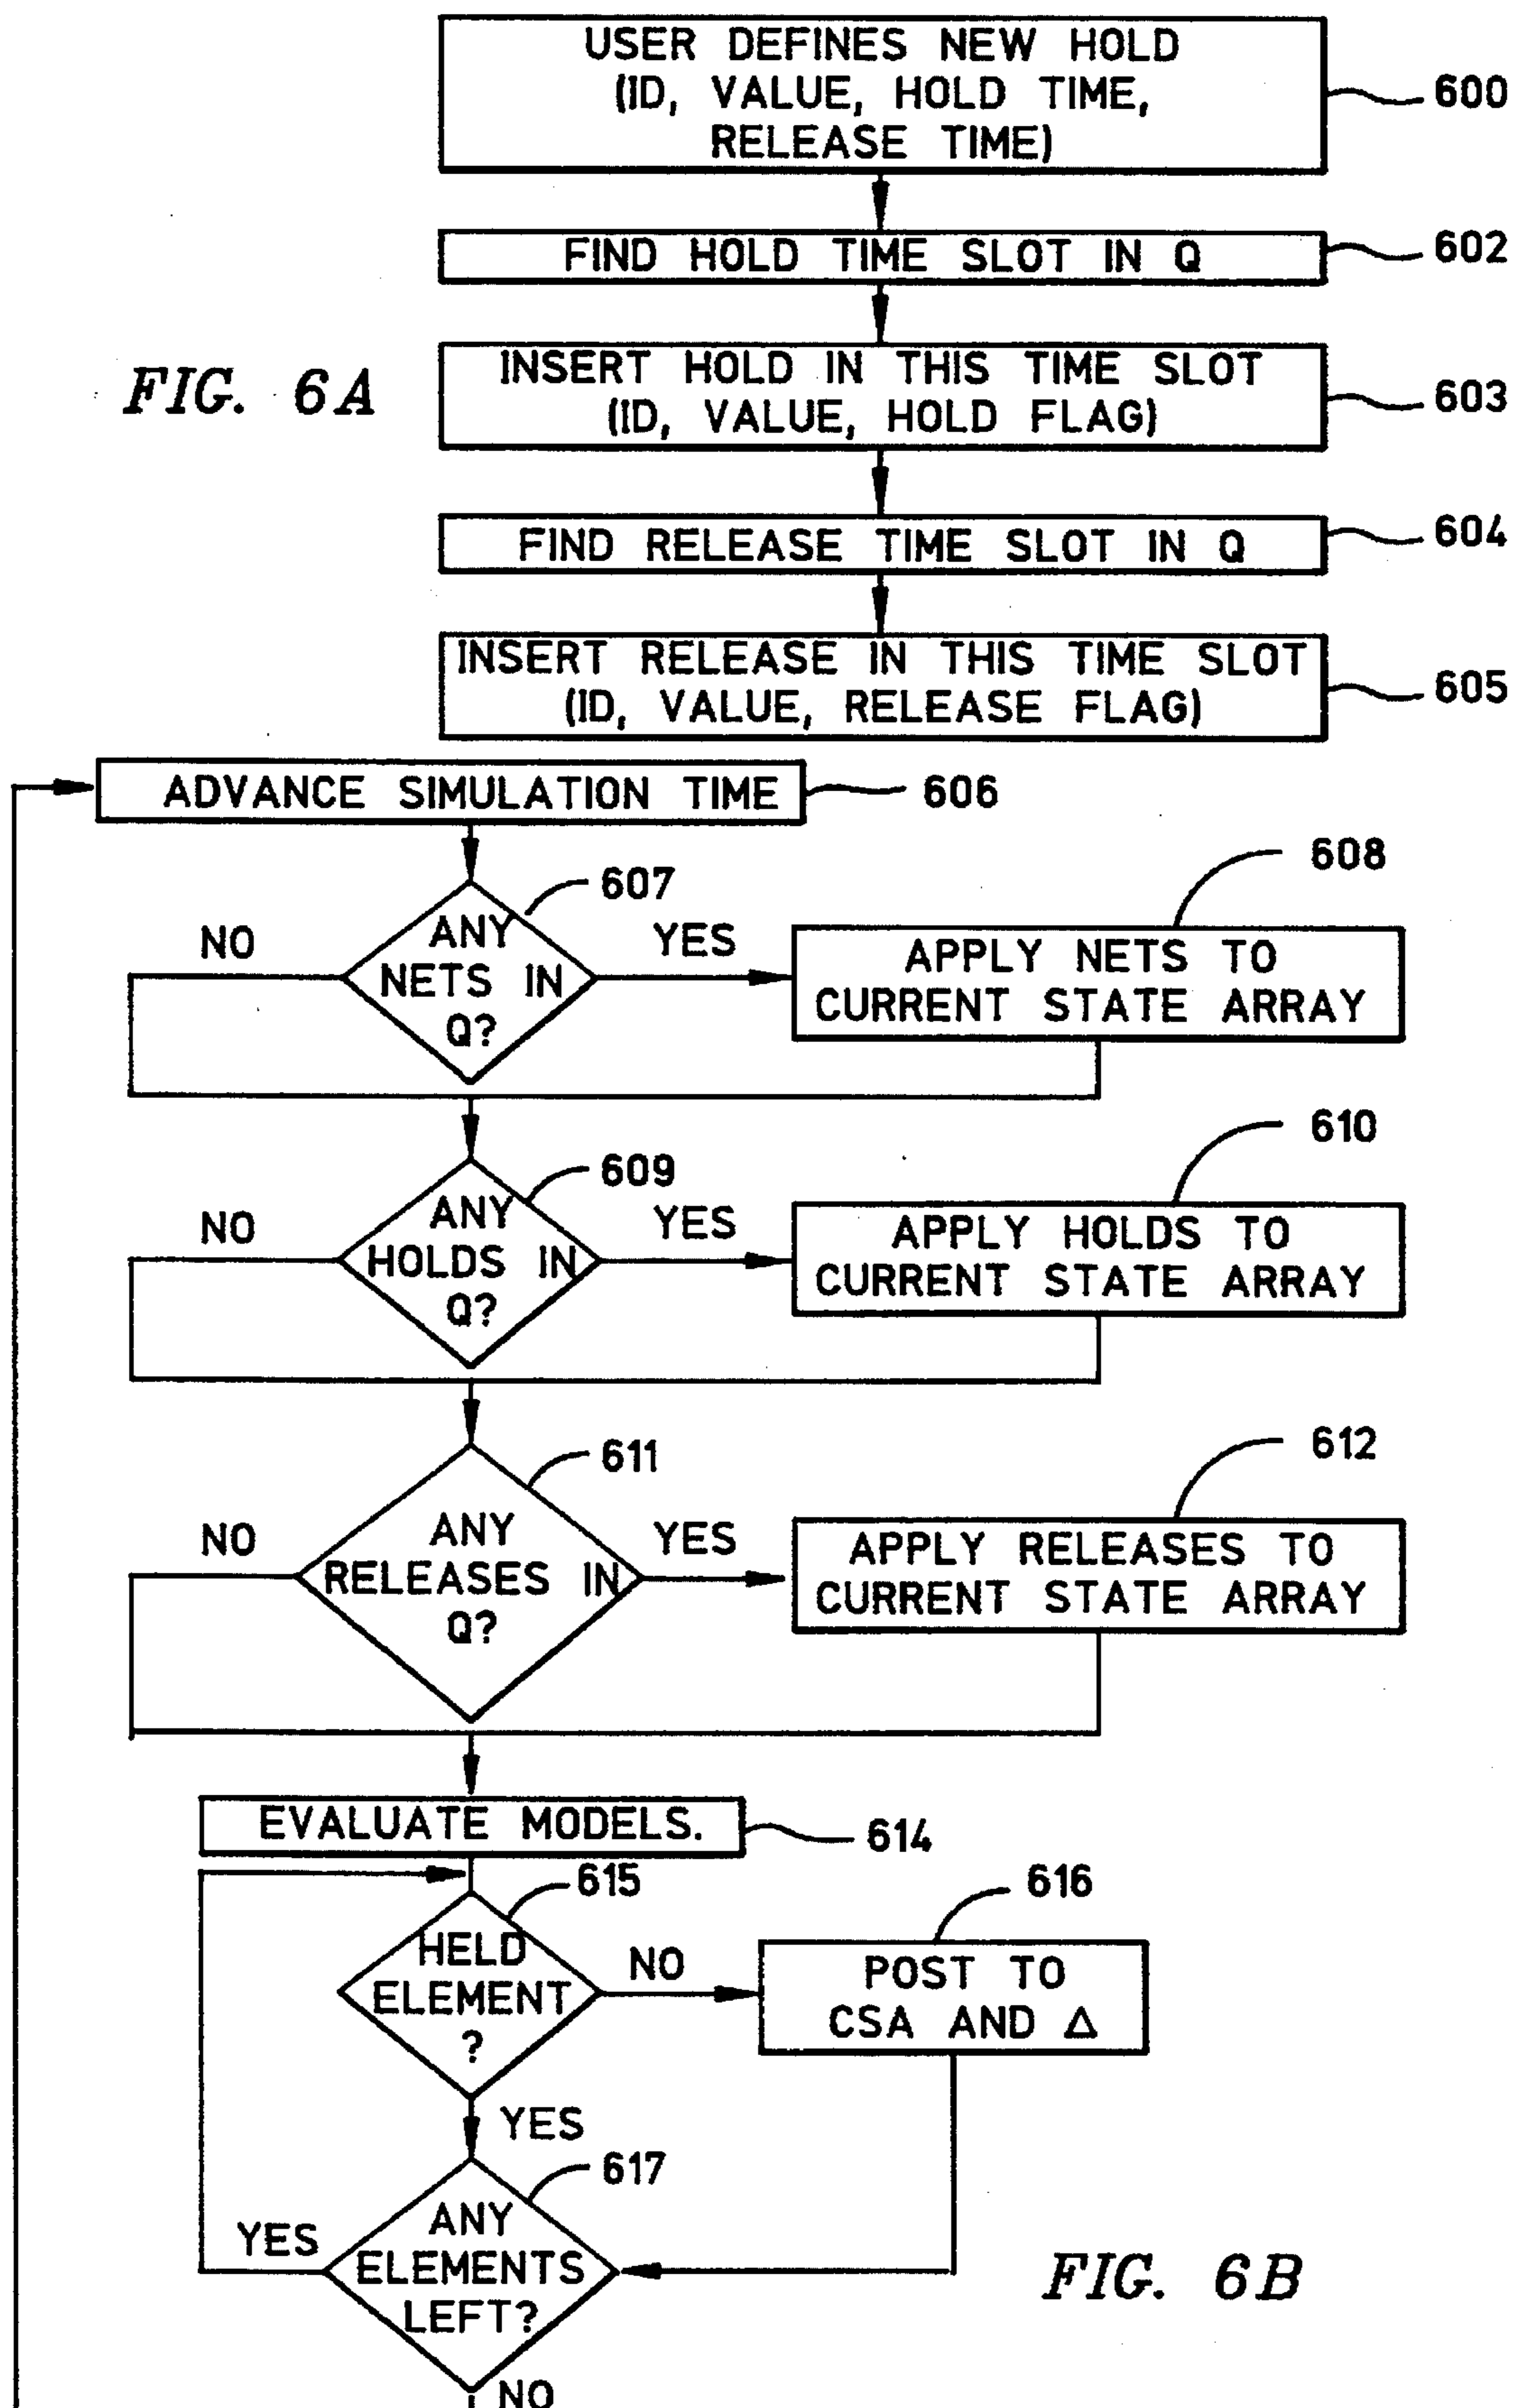 USER DEFINES NEW HOLD
(ID, VALUE, HOLD TIME,
RELEASE TIME)
600
FIND HOLD TIME SLOT IN Q
602
FIG. 6A
INSERT HOLD IN THIS TIME SLOT
(ID, VALUE, HOLD FLAG)
603
FIND RELEASE TIME SLOT IN Q
604
INSERT RELEASE IN THIS TIME SLOT
(ID, VALUE, RELEASE FLAG)
605
ADVANCE SIMULATION TIME
606
607
ANY
NETS IN
Q?
NO
YES
608
APPLY NETS TO
CURRENT STATE ARRAY
609
ANY
HOLDS IN
Q?
NO
YES
610
APPLY HOLDS TO
CURRENT STATE ARRAY
611
ANY
RELEASES IN
Q?
NO
YES
612
APPLY RELEASES TO
CURRENT STATE ARRAY
EVALUATE MODELS.
614
615
HELD
ELEMENT
?
NO
616
POST TO
CSA AND Δ
YES
617
ANY
ELEMENTS
LEFT?
YES
NO
FIG. 6B